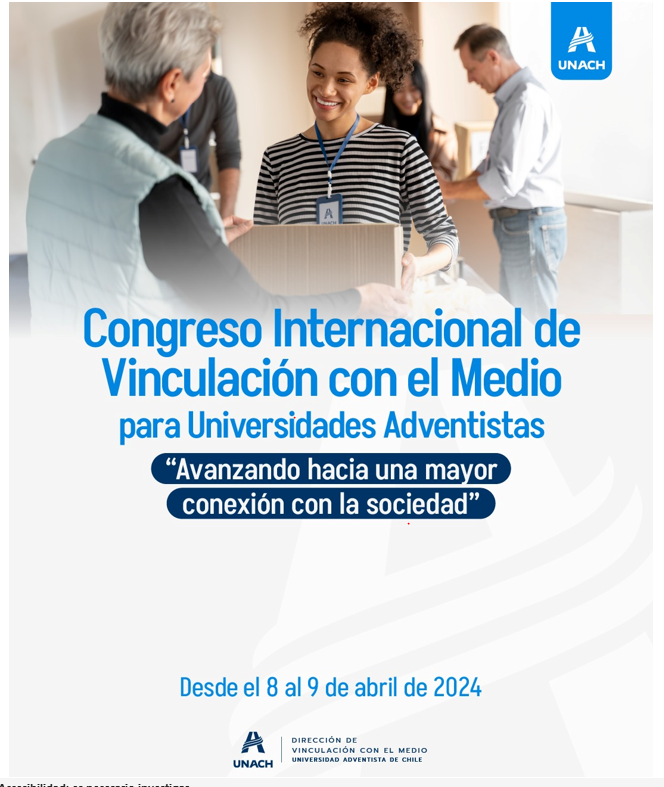 UNACH
UNACH
Congreso Internacional de
Vinculación con el Medio
para Universidades Adventistas
“Avanzando hacia una mayor
conexión con la sociedad”
Desde el 8 al 9 de abril de 2024
DIRECCIÓN DE
VINCULACIÓN CON EL MEDIO
UNIVERSIDAD ADVENTISTA DE CHILE
UNACH